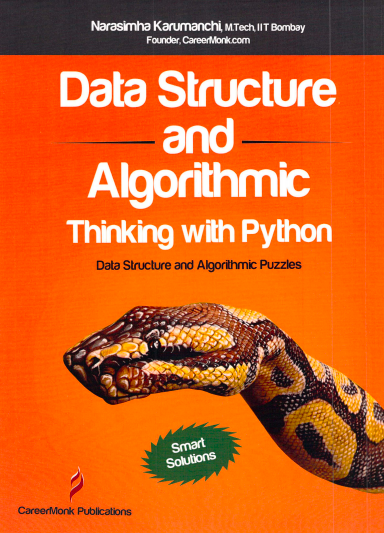 Narasimha Karumanchi, M.Tech, IIT Bombay
Founder, CareerMonk.com
Data Structure
and
Algorithmic
Thinking with Python
Data Structure and Algorithmic Puzzles
Smart
Solutions
CareerMonk Publications